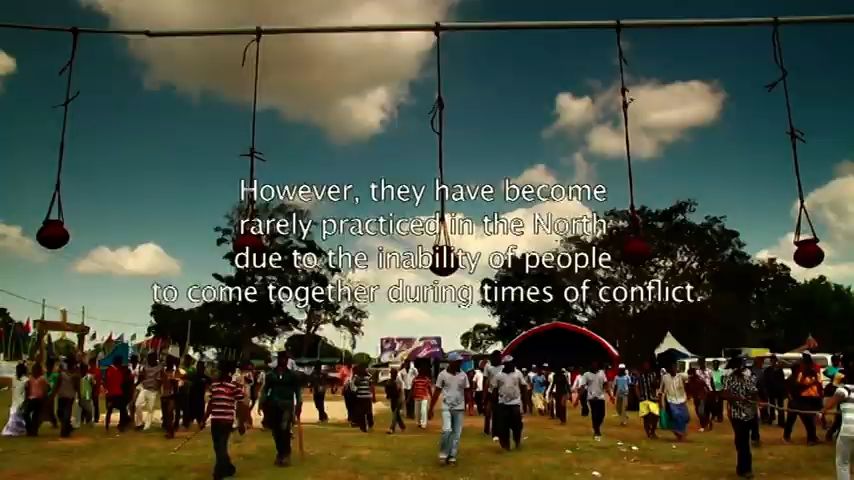 However, they have become
rarely practiced in the North
due to the inability of people
to come together during times of conflict.